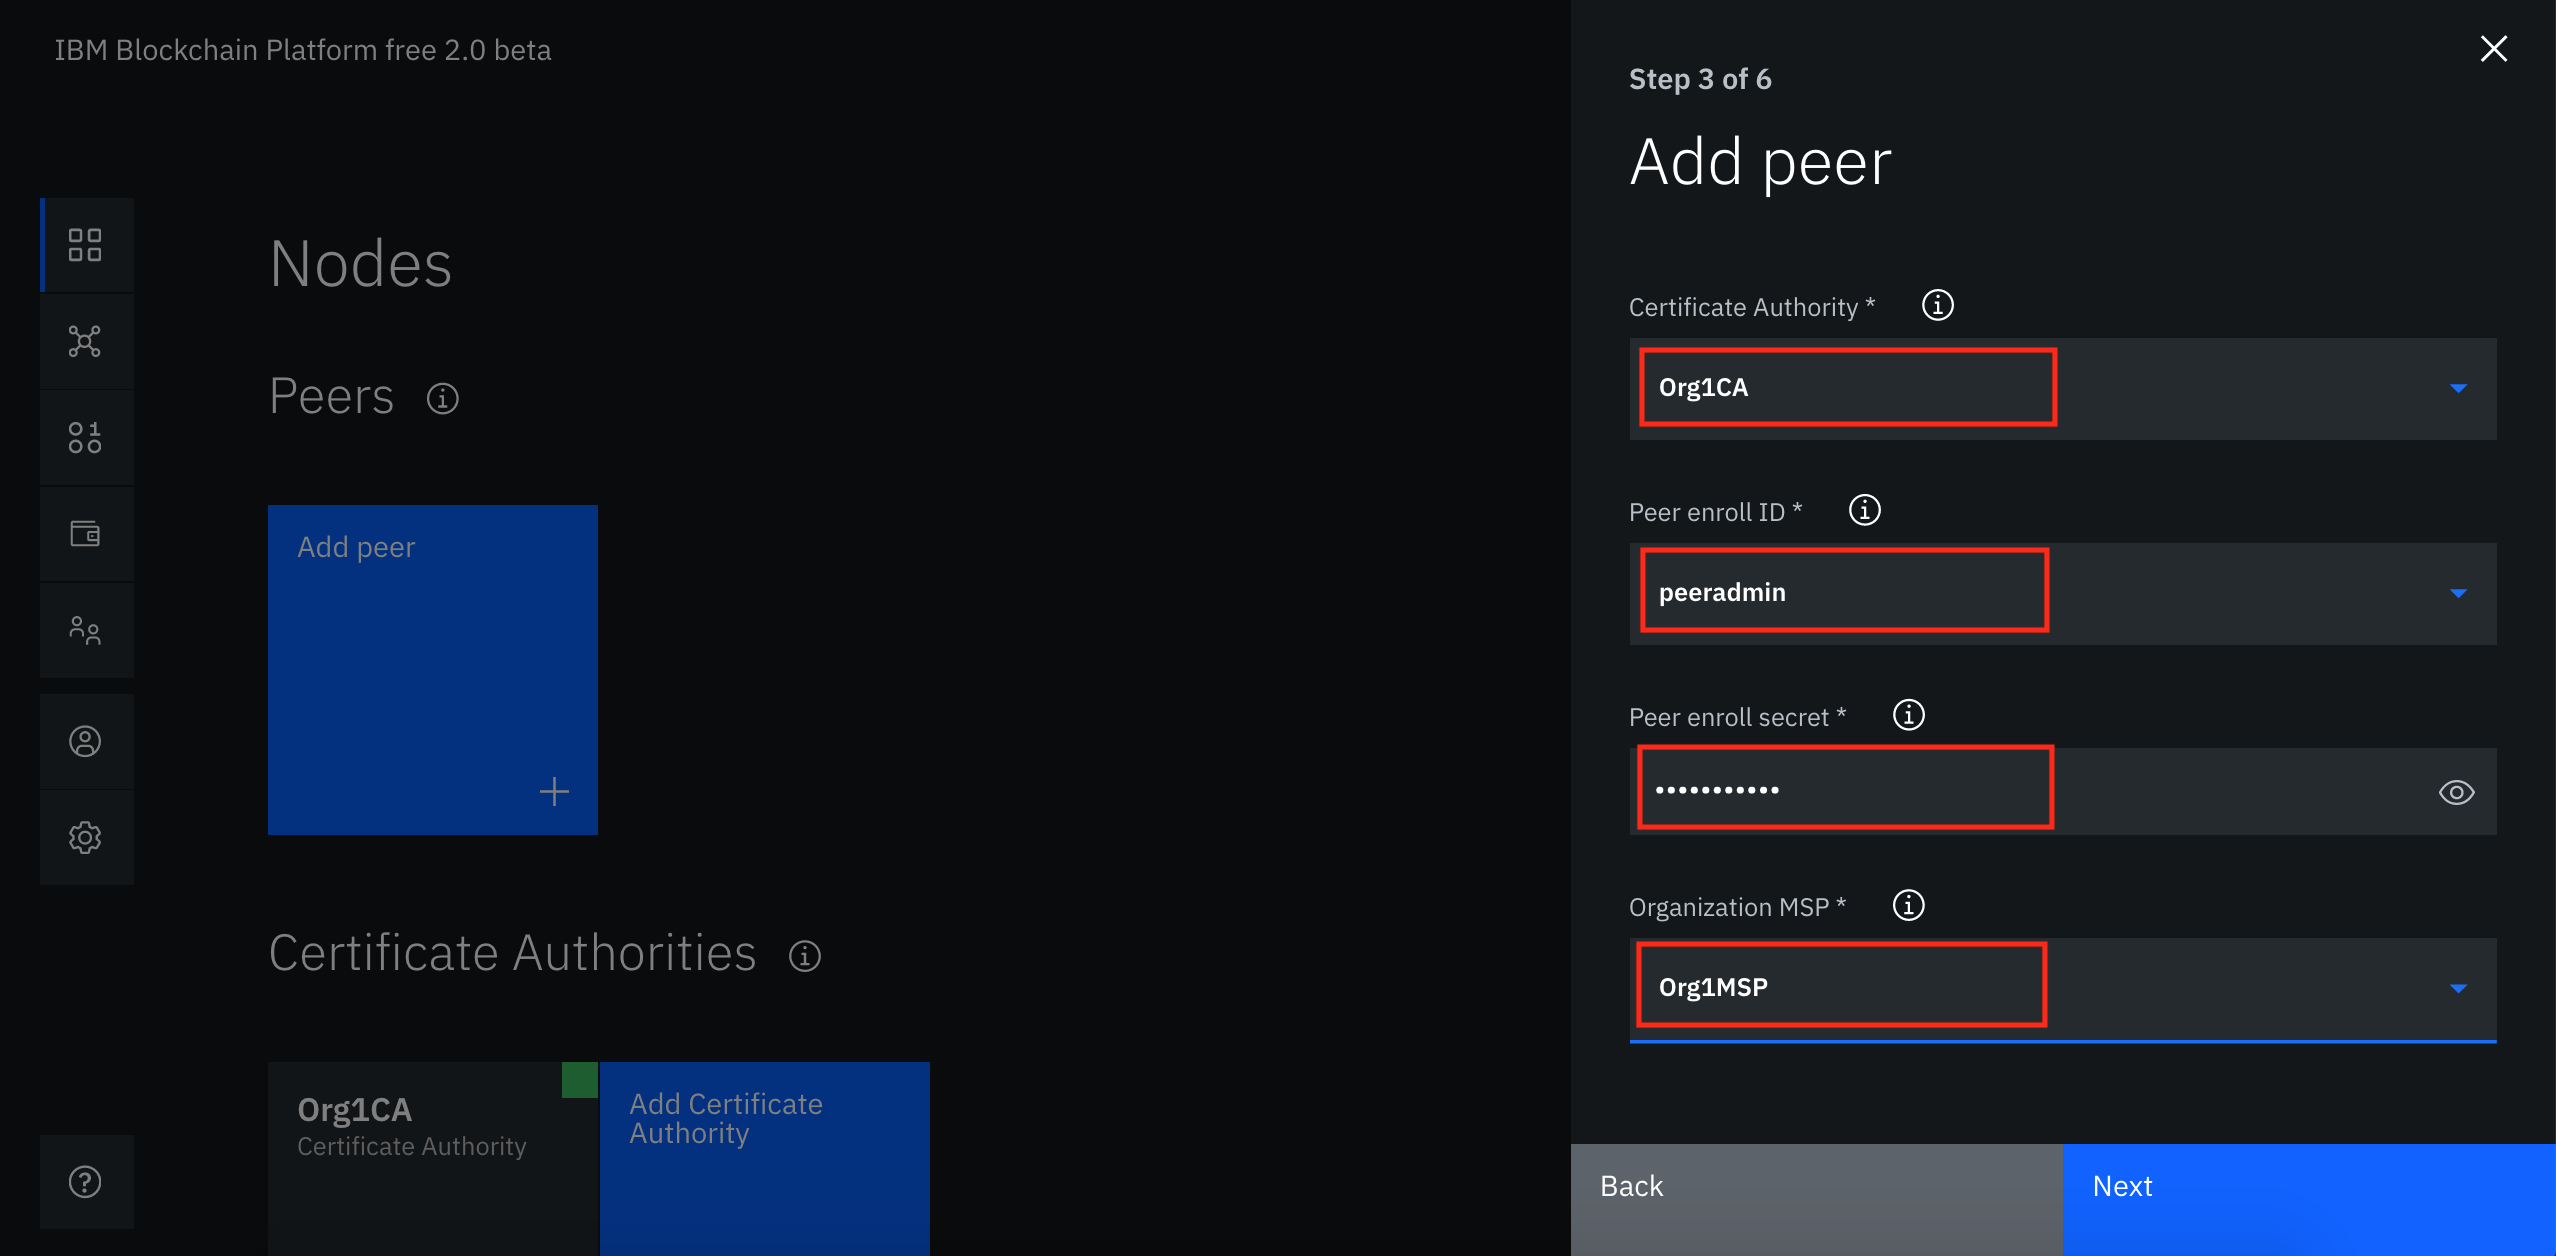 IBM Blockchain Platform free 2.0 beta
Nodes
Peers
Add peer
Certificate Authorities
Org1CA
Certificate Authority
Add Certificate
Authority
Step 3 of 6
Add peer
Certificate Authority *
Org1CA
Peer enroll ID *
peeradmin
Peer enroll secret *
•••••••••••
Organization MSP *
Org1MSP
Back
Next